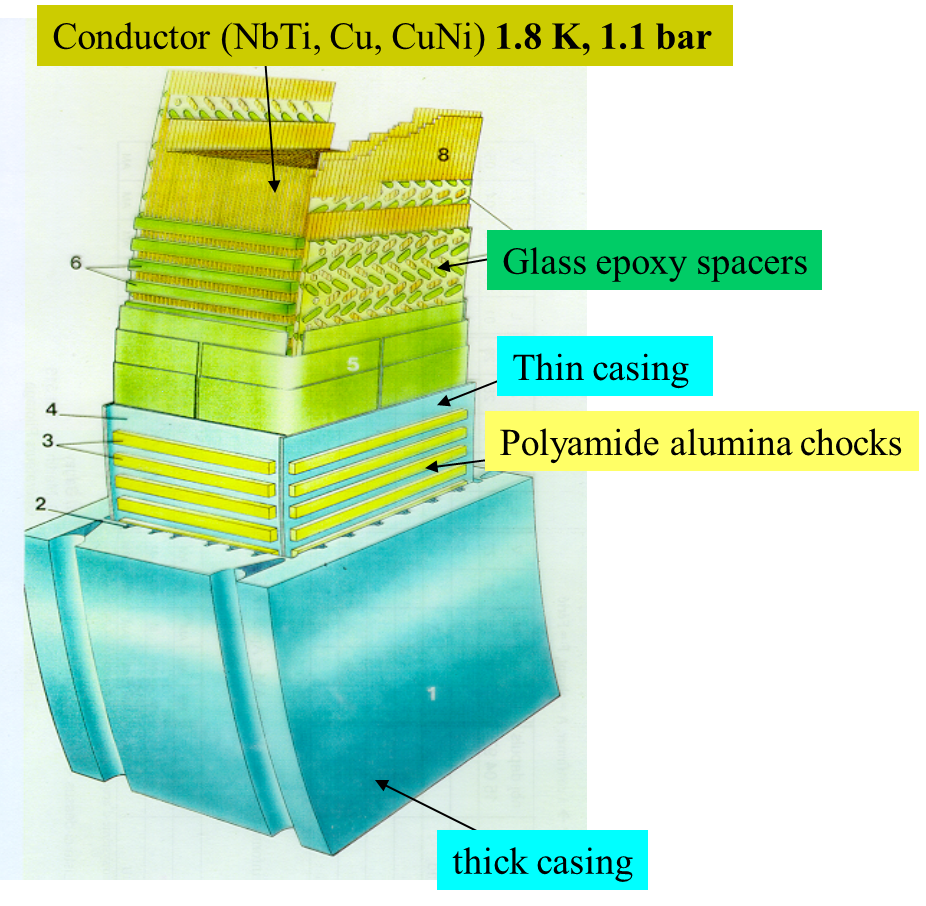 Conductor (NbTi, Cu, CuNi) 1.8 K, 1.1 bar
8
6
Glass epoxy spacers
5
Thin casing
4
3
Polyamide alumina chocks
2
1
thick casing